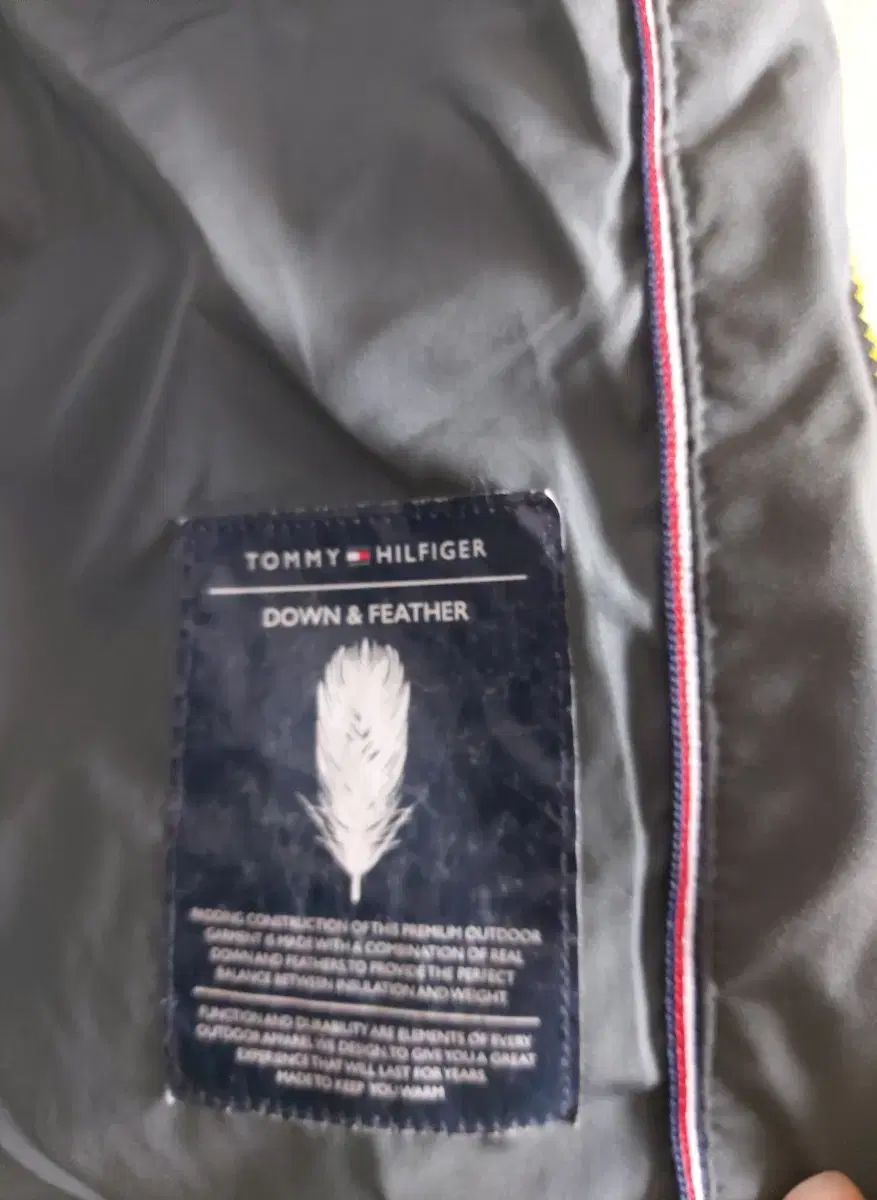 TOMMY HILFIGER
DOWN & FEATHER
PADDING CONSTRUCTION OF THIS PREMIUM OUTDOOR
GARMENT IS MADE WITH A COMBINATION OF REAL
DOWN AND FEATHERS TO PROVIDE THE PERFECT
BALANCE BETWEEN INSULATION AND WEIGHT
FUNCTION AND DURABILITY ARE ELEMENTS OF EVERY
OUTDOOR APPAREL WE DESIGN. TO GIVE YOU A GREAT
EXPERIENCE THAT WILL LAST FOR YEARS.
MADE TO KEEP YOU WARM